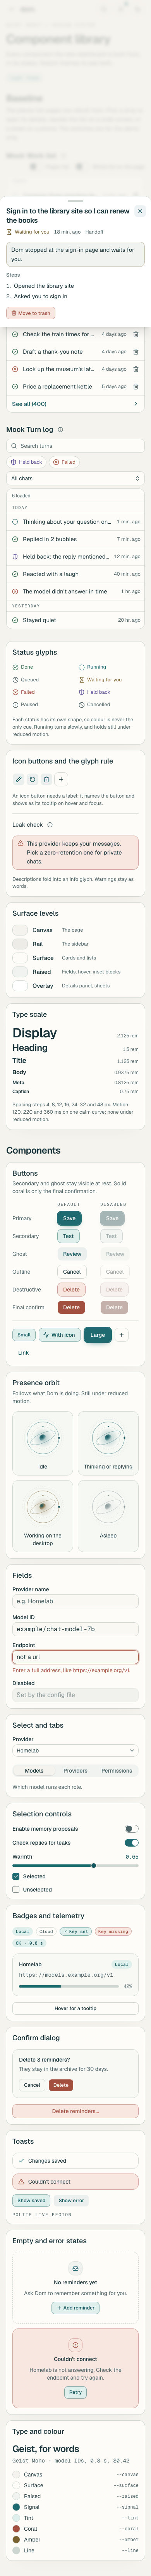 Component library
Sign in to the library site so I can renew
the books
Waiting for you 18 min. ago Handoff
Dom stopped at the sign-in page and waits for
you.
Steps
1. Opened the library site
2. Asked you to sign in
Move to trash
Check the train times for ... 4 days ago
Draft a thank-you note 4 days ago
Look up the museum's lat... 4 days ago
Price a replacement kettle 5 days ago
See all (400)
Mock Turn log
Search turns
Held back Failed
All chats
6 loaded
TODAY
Thinking about your question on... 1 min. ago
Replied in 2 bubbles 7 min. ago
Held back: the reply mentioned... 12 min. ago
Reacted with a laugh 40 min. ago
The model didn't answer in time 1 hr. ago
YESTERDAY
Stayed quiet 20 hr. ago
Status glyphs
Done Running
Queued Waiting for you
Failed Held back
Paused Cancelled
Each status has its own shape, so colour is never the
only cue. Running turns slowly, and holds still under
reduced motion.
Icon buttons and the glyph rule
An icon button needs a label: it names the button and
shows as its tooltip on hover and focus.
Leak check
This provider keeps your messages.
Pick a zero-retention one for private
chats.
Descriptions fold into an info glyph. Warnings stay as
words.
Surface levels
Canvas The page
Rail The sidebar
Surface Cards and lists
Raised Fields, hover, inset blocks
Overlay Details panel, sheets
Type scale
Display 2.125 rem
Heading 1.5 rem
Title 1.125 rem
Body 0.9375 rem
Meta 0.8125 rem
Caption 0.75 rem
Spacing steps 4, 8, 12, 16, 24, 32 and 48 px. Motion:
120, 220 and 360 ms on one calm curve; none under
reduced motion.
Components
Buttons
Secondary and ghost stay visible at rest. Solid
coral is only the final confirmation.
DEFAULT DISABLED
Primary Save Save
Secondary Test Test
Ghost Review Review
Outline Cancel Cancel
Destructive Delete Delete
Final confirm Delete Delete
Small With icon Large
Link
Presence orbit
Follows what Dom is doing. Still under reduced
motion.
Idle
Thinking or replying
Working on the
desktop
Asleep
Fields
Provider name
e.g. Homelab
Model ID
example/chat-model-7b
Endpoint
not a url
Enter a full address, like https://example.org/v1.
Disabled
Set by the config file
Select and tabs
Provider
Homelab
Models Providers Permissions
Which model runs each role.
Selection controls
Enable memory proposals
Check replies for leaks
Warmth 0.65
Selected
Unselected
Badges and telemetry
Local Cloud Key set Key missing
OK · 0.8 s
Homelab Local
https://models.example.org/v1
42%
Hover for a tooltip
Confirm dialog
Delete 3 reminders?
They stay in the archive for 30 days.
Cancel Delete
Delete reminders...
Toasts
Changes saved
Couldn't connect
Show saved Show error
POLITE LIVE REGION
Empty and error states
No reminders yet
Ask Dom to remember something for you.
Add reminder
Couldn't connect
Homelab is not answering. Check the
endpoint and try again.
Retry
Type and colour
Geist, for words
Geist Mono · model IDs, 0.8 s, $0.42
Canvas --canvas
Surface --surface
Raised --raised
Signal --signal
Tint --tint
Coral --coral
Amber --amber
Line --line